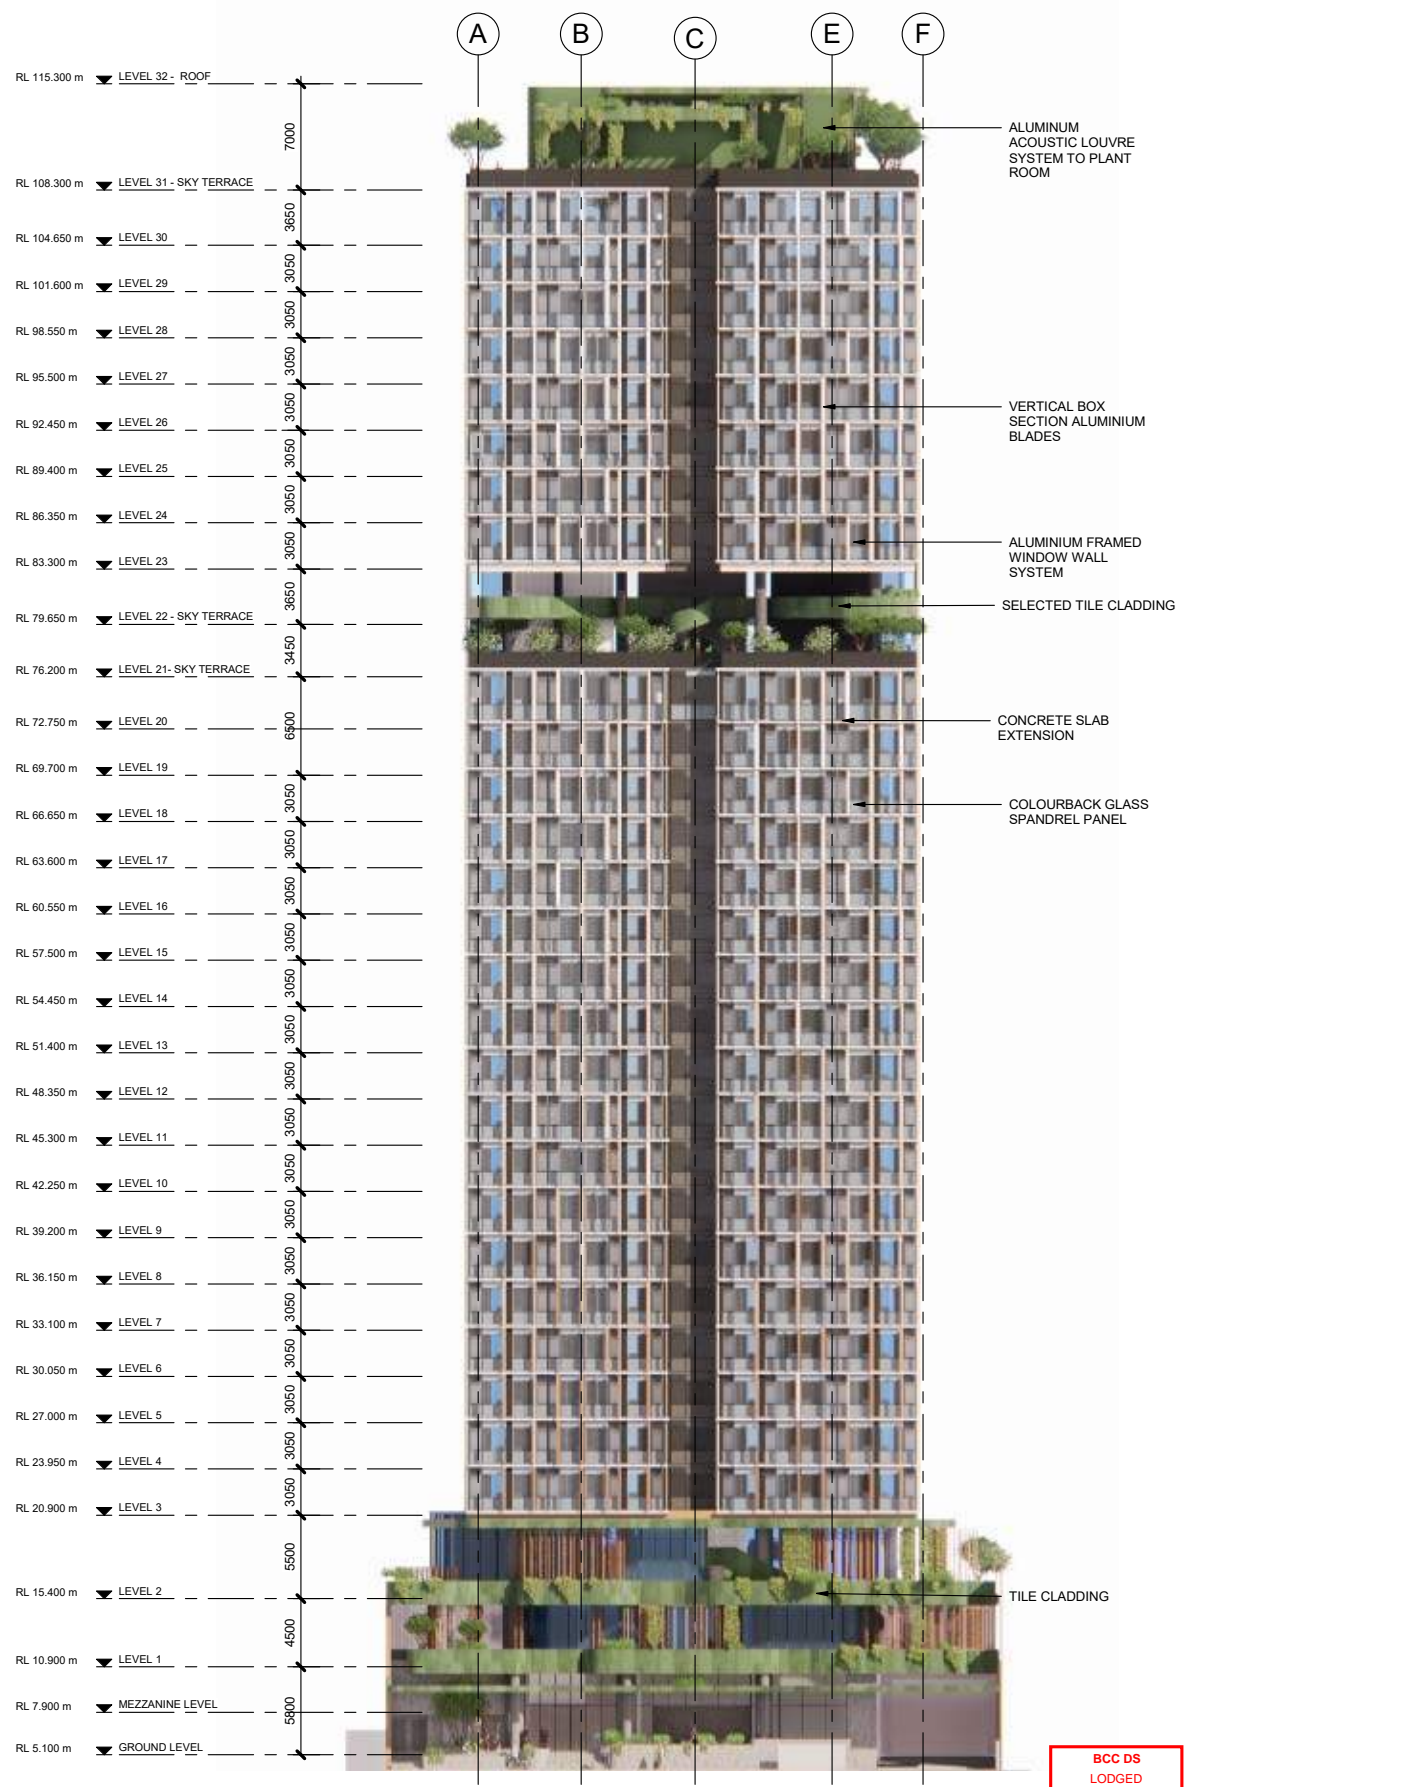 A B C E F
RL 115.300 m LEVEL 32 - ROOF
7000
ALUMINUM
ACOUSTIC LOUVRE
SYSTEM TO PLANT
ROOM
RL 108.300 m LEVEL 31 - SKY TERRACE
3650
RL 104.650 m LEVEL 30
3050
RL 101.600 m LEVEL 29
3050
RL 98.550 m LEVEL 28
3050
RL 95.500 m LEVEL 27
3050
VERTICAL BOX
SECTION ALUMINIUM
BLADES
RL 92.450 m LEVEL 26
3050
RL 89.400 m LEVEL 25
3050
RL 86.350 m LEVEL 24
3050
ALUMINIUM FRAMED
WINDOW WALL
SYSTEM
RL 83.300 m LEVEL 23
3650
SELECTED TILE CLADDING
RL 79.650 m LEVEL 22 - SKY TERRACE
3450
RL 76.200 m LEVEL 21- SKY TERRACE
6500
RL 72.750 m LEVEL 20
CONCRETE SLAB
EXTENSION
RL 69.700 m LEVEL 19
3050
COLOURBACK GLASS
SPANDREL PANEL
RL 66.650 m LEVEL 18
3050
RL 63.600 m LEVEL 17
3050
RL 60.550 m LEVEL 16
3050
RL 57.500 m LEVEL 15
3050
RL 54.450 m LEVEL 14
3050
RL 51.400 m LEVEL 13
3050
RL 48.350 m LEVEL 12
3050
RL 45.300 m LEVEL 11
3050
RL 42.250 m LEVEL 10
3050
RL 39.200 m LEVEL 9
3050
RL 36.150 m LEVEL 8
3050
RL 33.100 m LEVEL 7
3050
RL 30.050 m LEVEL 6
3050
RL 27.000 m LEVEL 5
3050
RL 23.950 m LEVEL 4
3050
RL 20.900 m LEVEL 3
5500
RL 15.400 m LEVEL 2
TILE CLADDING
4500
RL 10.900 m LEVEL 1
5800
RL 7.900 m MEZZANINE LEVEL
RL 5.100 m GROUND LEVEL
BCC DS
LODGED